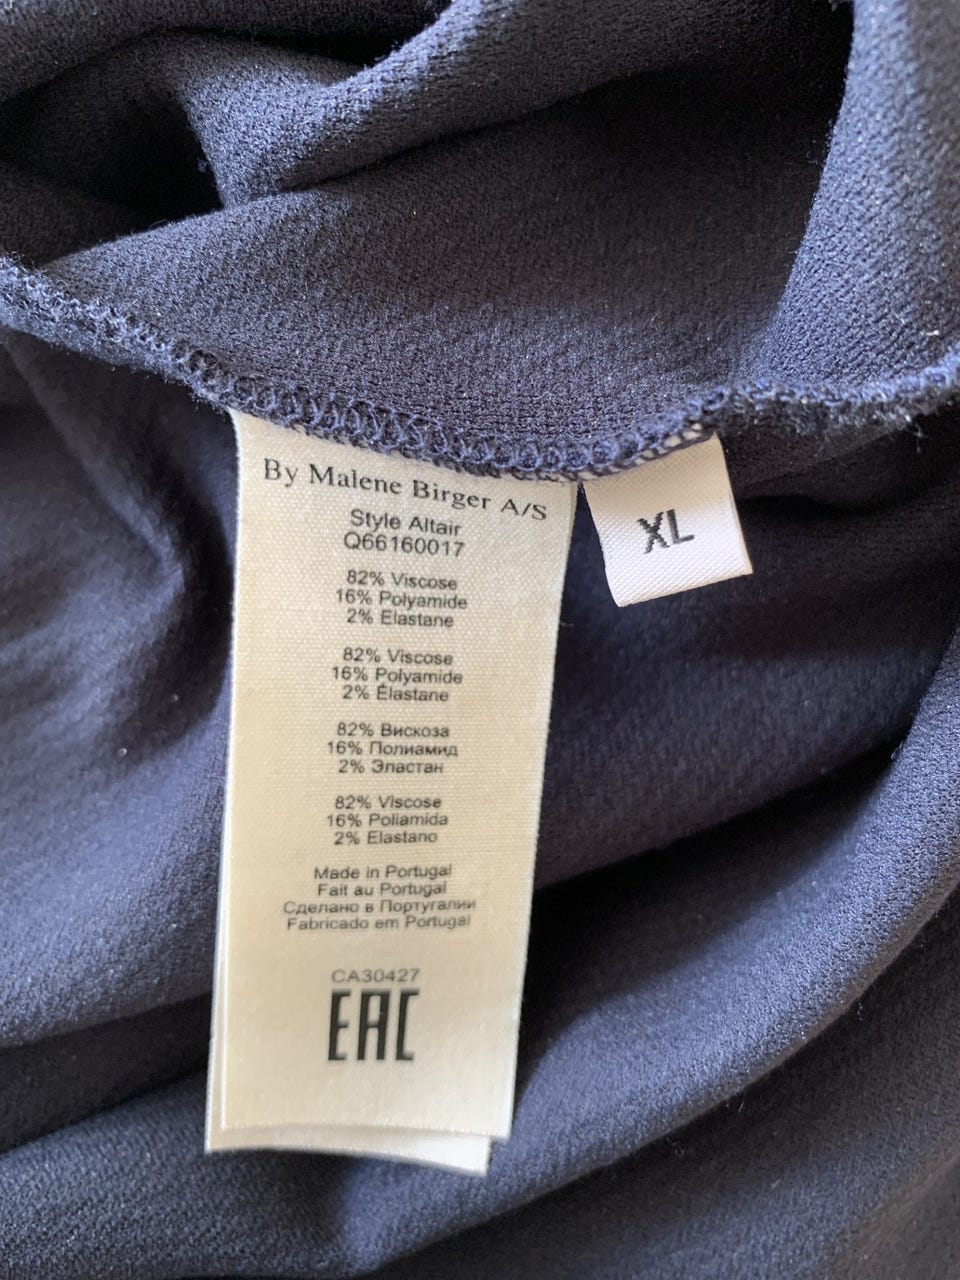 By Malene Birger A/S
Style Altair
Q66160017
82% Viscose
16% Polyamide
2% Elastane
82% Viscose
16% Polyamide
2% Élastane
82% Вискоза
16% Полиамид
2% Эластан
82% Viscose
16% Poliamida
2% Elastano
Made in Portugal
Fait au Portugal
Сделано в Португалии
Fabricado em Portugal
CA30427
EAC
XL